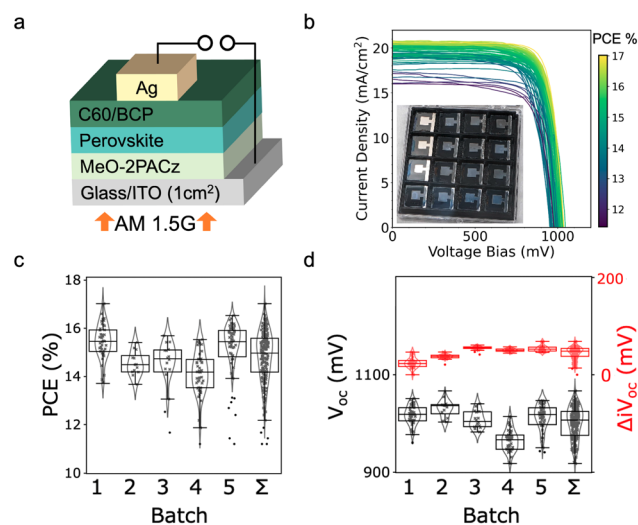 a
Ag
C60/BCP
Perovskite
MeO-2PACz
Glass/ITO (1cm²)
AM 1.5G
b
PCE %
Current Density (mA/cm²)
20
15
10
5
0
0
500
1000
Voltage Bias (mV)
17
16
15
14
13
12
c
PCE (%)
18
16
14
12
10
1 2 3 4 5 Σ
Batch
d
Voc (mV)
1100
900
200
0
ΔiVoc (mV)
1 2 3 4 5 Σ
Batch